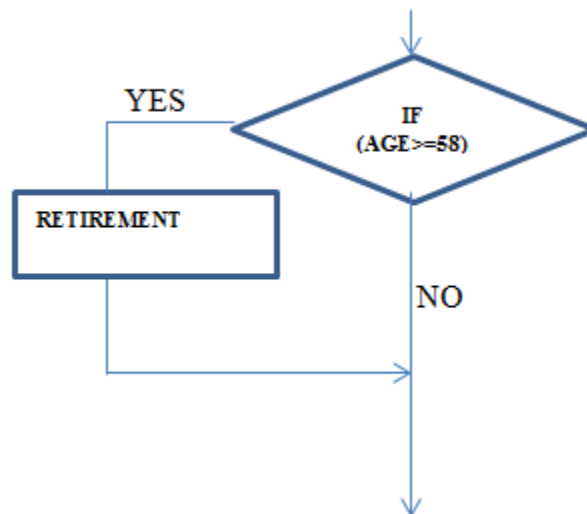 YES
IF
(AGE>=58)
RETIREMENT
NO